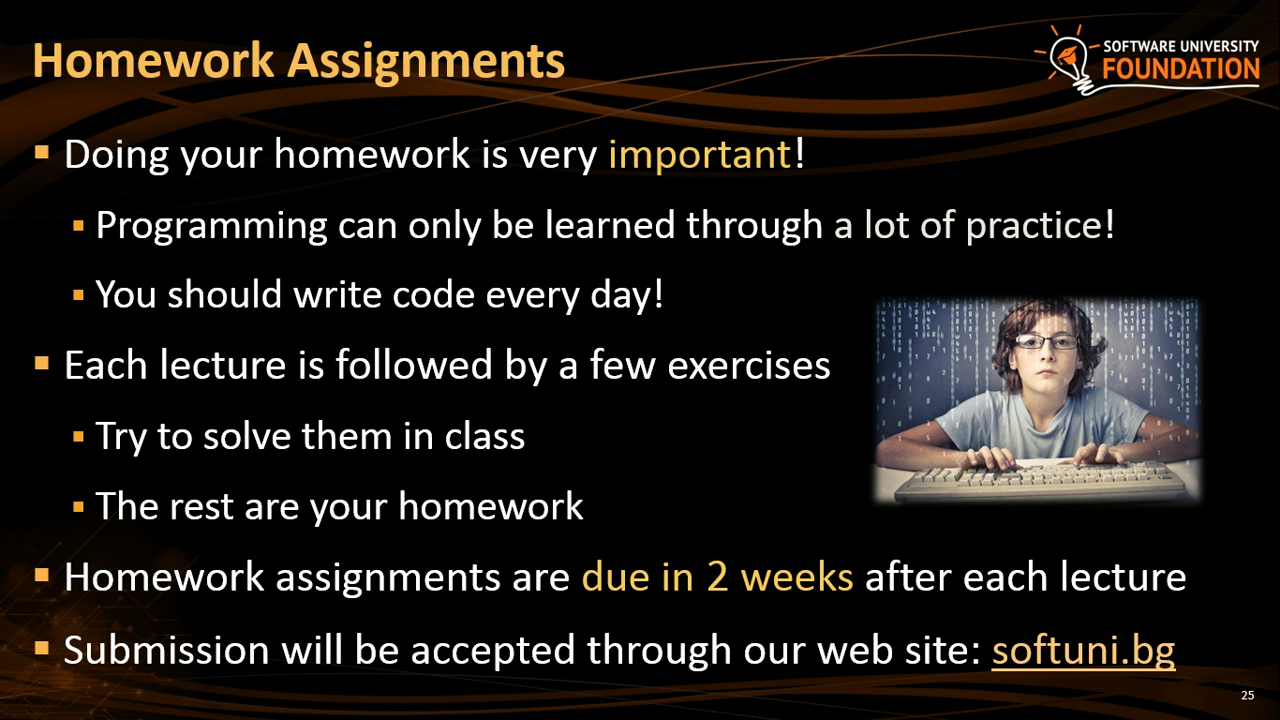 Homework Assignments
SOFTWARE UNIVERSITY
FOUNDATION
Doing your homework is very important!
Programming can only be learned through a lot of practice!
You should write code every day!
Each lecture is followed by a few exercises
Try to solve them in class
The rest are your homework
Homework assignments are due in 2 weeks after each lecture
Submission will be accepted through our web site: softuni.bg
25